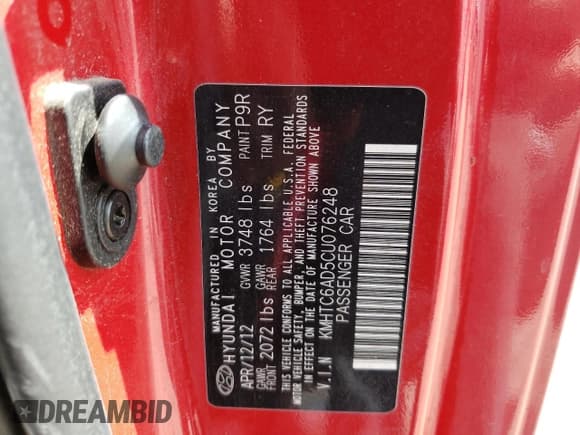 MANUFACTURED IN KOREA BY
HYUNDAI MOTOR COMPANY
APR/12/12 GVWR 3748 lbs PAINT P9R
GAWR FRONT 2072 lbs GAWR REAR 1764 lbs TRIM RY
THIS VEHICLE CONFORMS TO ALL APPLICABLE U.S.A. FEDERAL
MOTOR VEHICLE SAFETY, BUMPER, AND THEFT PREVENTION STANDARDS
IN EFFECT ON THE DATE OF MANUFACTURE SHOWN ABOVE
V.I.N KMHTC6AD5CU076248
PASSENGER CAR
DREAMBID